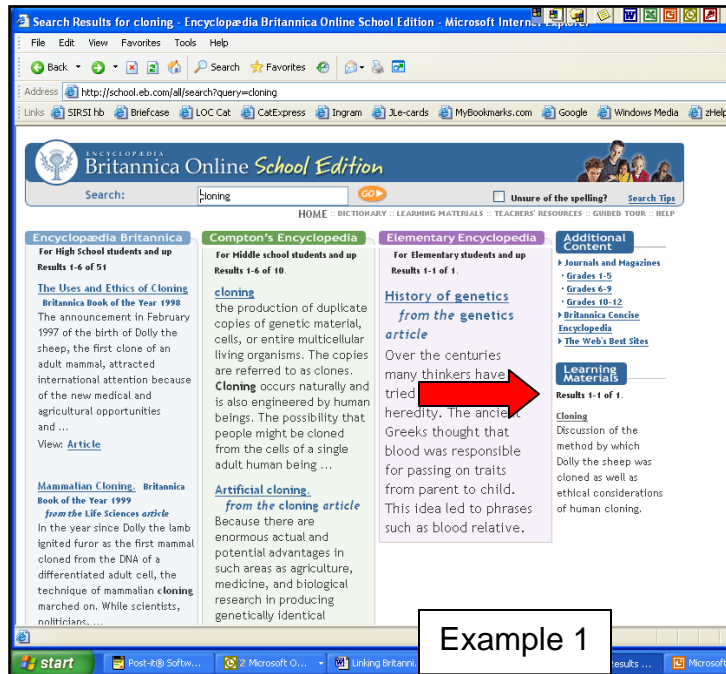 Search Results for cloning - Encyclopædia Britannica Online School Edition - Microsoft Internet Explorer
File Edit View Favorites Tools Help
Back Search Favorites
Address http://school.eb.com/all/search?query=cloning
Links SIRSI hb Briefcase LOC Cat CatExpress Ingram JLe-cards MyBookmarks.com Google Windows Media zHelp
ENCYCLOPÆDIA
Britannica Online School Edition
Search: cloning GO Unsure of the spelling? Search Tips
HOME :: DICTIONARY :: LEARNING MATERIALS :: TEACHERS' RESOURCES :: GUIDED TOUR :: HELP
Encyclopædia Britannica
For High School students and up
Results 1-6 of 51
The Uses and Ethics of Cloning
Britannica Book of the Year 1998
The announcement in February
1997 of the birth of Dolly the
sheep, the first clone of an
adult mammal, attracted
international attention because
of the new medical and
agricultural opportunities
and ...
View: Article
Mammalian Cloning. Britannica
Book of the Year 1999
from the Life Sciences article
In the year since Dolly the lamb
ignited furor as the first mammal
cloned from the DNA of a
differentiated adult cell, the
technique of mammalian cloning
marched on. While scientists,
politicians, ...
Compton's Encyclopedia
For Middle school students and up
Results 1-6 of 10.
cloning
the production of duplicate
copies of genetic material,
cells, or entire multicellular
living organisms. The copies
are referred to as clones.
Cloning occurs naturally and
is also engineered by human
beings. The possibility that
people might be cloned
from the cells of a single
adult human being ...
Artificial cloning.
from the cloning article
Because there are
enormous actual and
potential advantages in
such areas as agriculture,
medicine, and biological
research in producing
genetically identical
Elementary Encyclopedia
For Elementary students and up
Results 1-1 of 1.
History of genetics
from the genetics
article
Over the centuries
many thinkers have
tried
heredity. The ancient
Greeks thought that
blood was responsible
for passing on traits
from parent to child.
This idea led to phrases
such as blood relative.
Additional
Content
Journals and Magazines
Grades 1-5
Grades 6-9
Grades 10-12
Britannica Concise
Encyclopedia
The Web's Best Sites
Learning
Materials
Results 1-1 of 1.
Cloning
Discussion of the
method by which
Dolly the sheep was
cloned as well as
ethical considerations
of human cloning.
Example 1
start Post-it® Softw... 2 Microsoft O... Linking Britanni. esults ... Microsoft